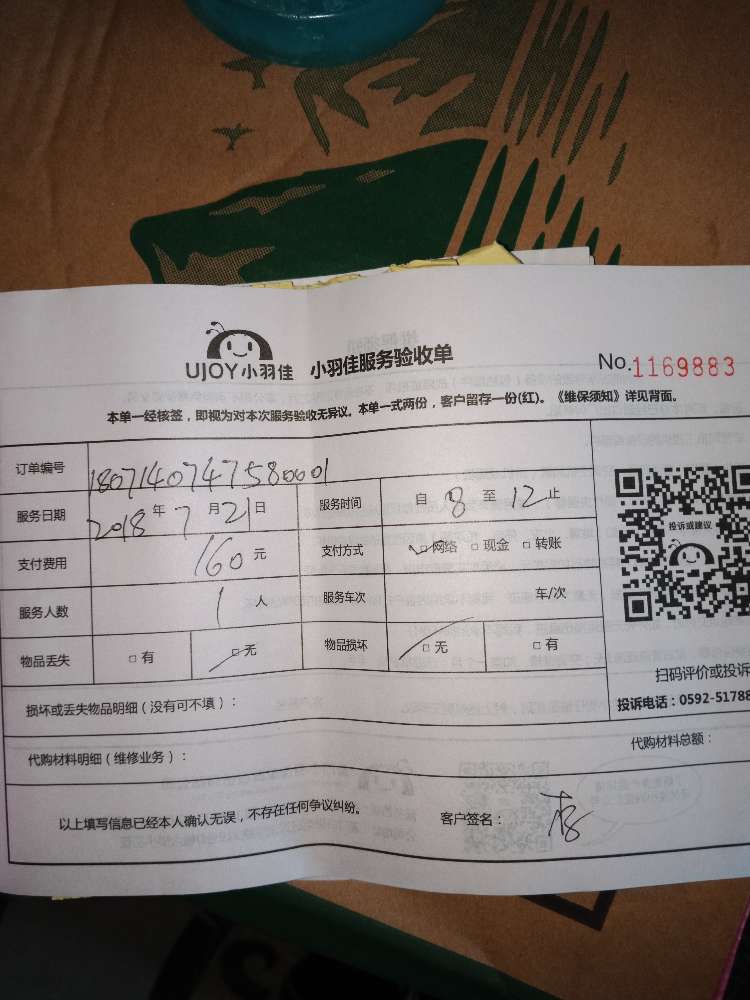 UJOY小羽佳 小羽佳服务验收单 No.1169883
本单一经核签，即视为对本次服务验收无异议。本单一式两份，客户留存一份(红)。《维保须知》详见背面。
订单编号 1807140747580001
服务日期 2018年7月21日 服务时间 自8至12止
支付费用 160元 支付方式 □网络 □现金 □转账
投诉或建议
服务人数 1人 服务车次 车/次
物品丢失 □有 □无 物品损坏 □无 □有
扫码评价或投诉
损坏或丢失物品明细（没有可不填）：
投诉电话：0592-51788
代购材料明细（维修业务）： 代购材料总额：
以上填写信息已经本人确认无误，不存在任何争议纠纷。 客户签名：